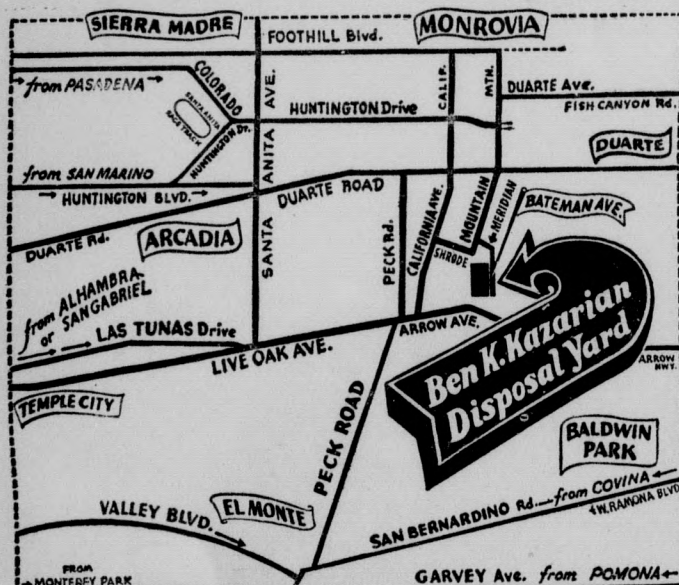 SIERRA MADRE
MONROVIA
FOOTHILL Blvd.
from PASADENA
COLORADO
SANTA ANITA
RACE TRACK
HUNTINGTON Dr.
SANTA ANITA AVE.
HUNTINGTON Drive
CALIF.
MTN.
DUARTE Ave.
FISH CANYON Rd.
DUARTE
from SAN MARINO
HUNTINGTON BLVD.
DUARTE ROAD
DUARTE Rd.
ARCADIA
PECK Rd.
CALIFORNIA AVE.
MOUNTAIN
MERIDIAN
BATEMAN AVE.
SHRODE
from ALHAMBRA
or SAN GABRIEL
LAS TUNAS Drive
LIVE OAK AVE.
ARROW AVE.
Ben K. Kazarian
Disposal Yard
ARROW
HWY.
TEMPLE CITY
PECK ROAD
BALDWIN
PARK
VALLEY BLVD.
EL MONTE
SAN BERNARDINO Rd. from COVINA
W. RAMONA BLVD
FROM
MONTEREY PARK
GARVEY Ave. from POMONA